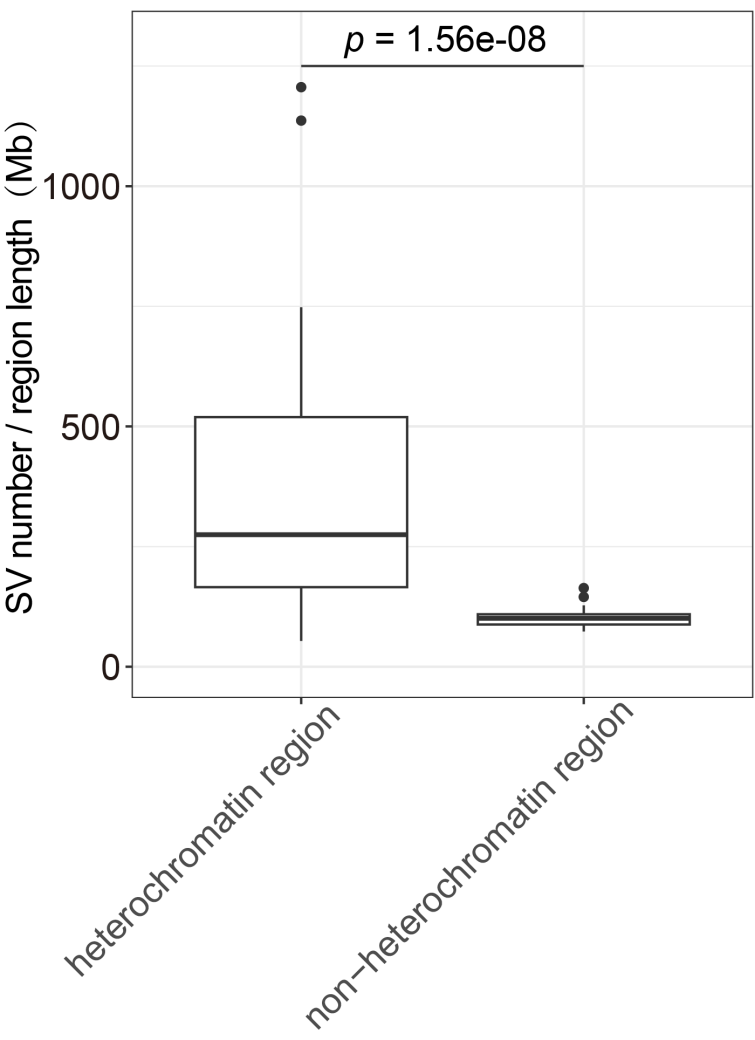 p = 1.56e-08
SV number / region length（Mb）
1000
500
0
heterochromatin region
non−heterochromatin region